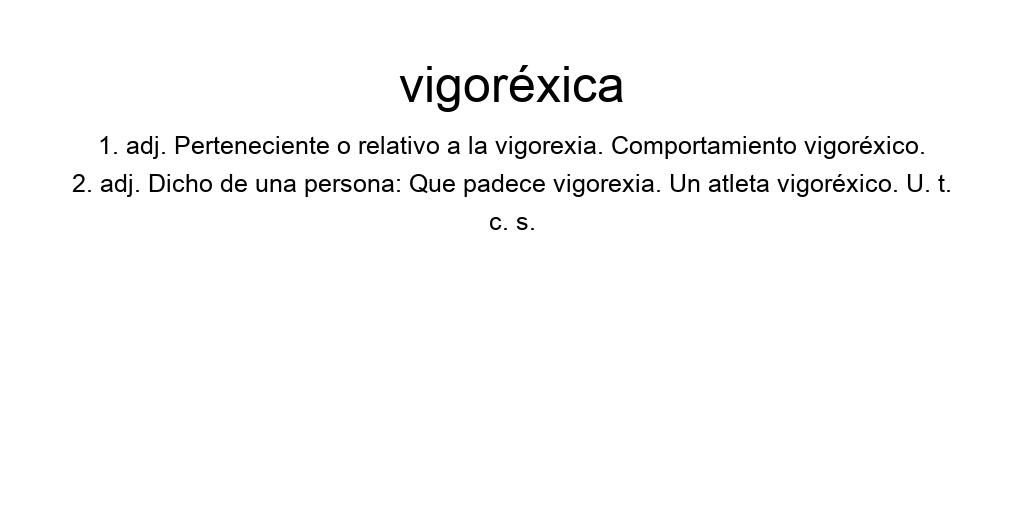 vigoréxica
1. adj. Perteneciente o relativo a la vigorexia. Comportamiento vigoréxico.
2. adj. Dicho de una persona: Que padece vigorexia. Un atleta vigoréxico. U. t.
c. s.